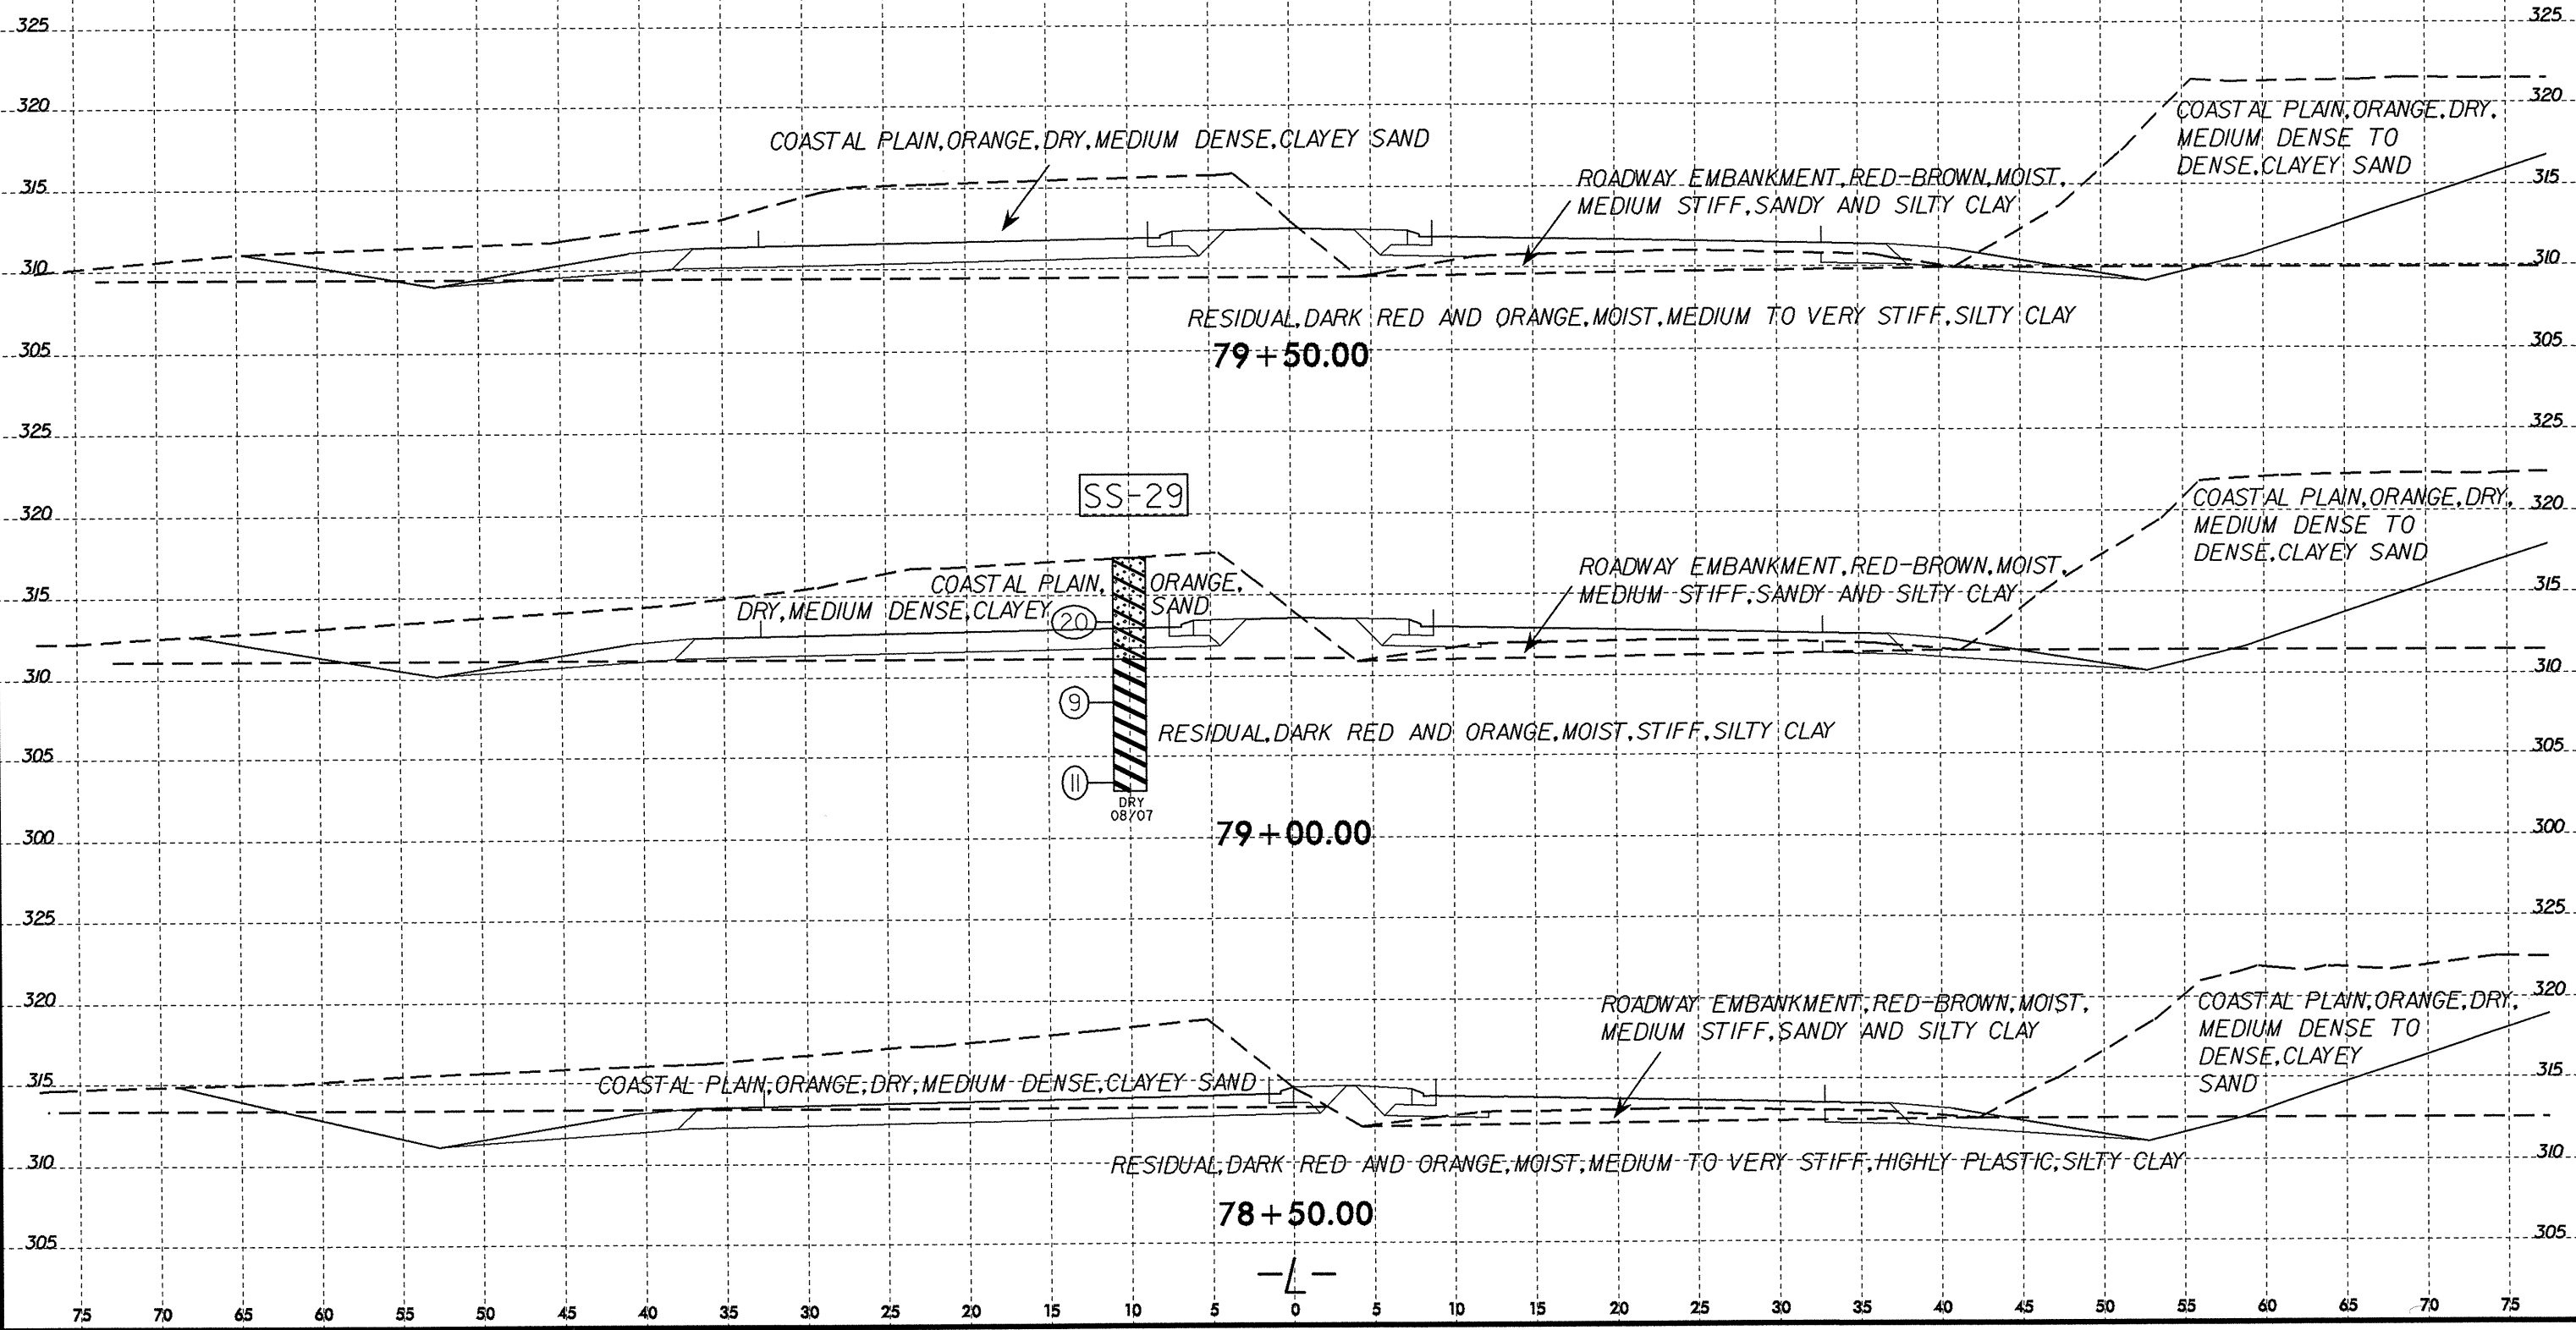 325 325
320 320
COASTAL PLAIN,ORANGE,DRY,
MEDIUM DENSE TO
DENSE,CLAYEY SAND
COASTAL PLAIN,ORANGE,DRY,MEDIUM DENSE,CLAYEY SAND
315 315
ROADWAY EMBANKMENT,RED-BROWN,MOIST,
MEDIUM STIFF,SANDY AND SILTY CLAY
310 310
RESIDUAL,DARK RED AND ORANGE,MOIST,MEDIUM TO VERY STIFF,SILTY CLAY
305 305
79+50.00
325 325
SS-29
320 320
COASTAL PLAIN,ORANGE,DRY,
MEDIUM DENSE TO
DENSE,CLAYEY SAND
ROADWAY EMBANKMENT,RED-BROWN,MOIST,
MEDIUM STIFF,SANDY AND SILTY CLAY
COASTAL PLAIN, ORANGE,
315 315
DRY,MEDIUM DENSE,CLAYEY SAND
20
310 310
9
RESIDUAL,DARK RED AND ORANGE,MOIST,STIFF,SILTY CLAY
305 305
11
DRY
08/07
79+00.00
300 300
325 325
320 320
ROADWAY EMBANKMENT,RED-BROWN,MOIST,
MEDIUM STIFF,SANDY AND SILTY CLAY
COASTAL PLAIN,ORANGE,DRY,
MEDIUM DENSE TO
DENSE,CLAYEY
SAND
315 315
COASTAL PLAIN,ORANGE,DRY,MEDIUM DENSE,CLAYEY SAND
310 310
RESIDUAL,DARK RED AND ORANGE,MOIST,MEDIUM TO VERY STIFF,HIGHLY PLASTIC,SILTY CLAY
78+50.00
305 305
-L-
75 70 65 60 55 50 45 40 35 30 25 20 15 10 5 0 5 10 15 20 25 30 35 40 45 50 55 60 65 70 75